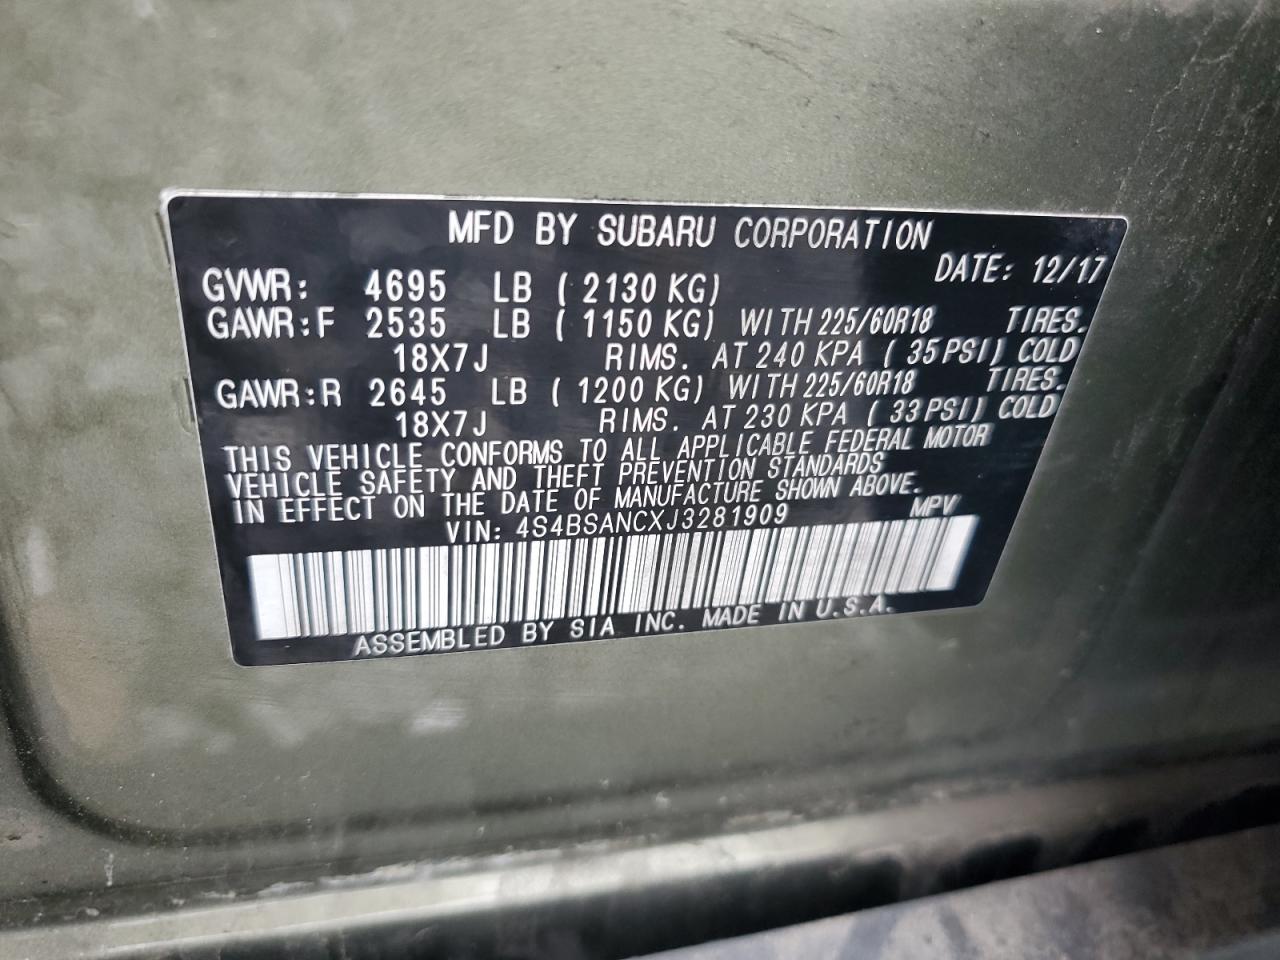 MFD BY SUBARU CORPORATION
DATE: 12/17
GVWR: 4695 LB (2130 KG)
GAWR:F 2535 LB (1150 KG) WITH 225/60R18 TIRES.
18X7J RIMS. AT 240 KPA (35 PSI) COLD
GAWR:R 2645 LB (1200 KG) WITH 225/60R18 TIRES.
18X7J RIMS. AT 230 KPA (33 PSI) COLD
THIS VEHICLE CONFORMS TO ALL APPLICABLE FEDERAL MOTOR
VEHICLE SAFETY AND THEFT PREVENTION STANDARDS
IN EFFECT ON THE DATE OF MANUFACTURE SHOWN ABOVE.
VIN: 4S4BSANCXJ3281909 MPV
ASSEMBLED BY SIA INC. MADE IN U.S.A.